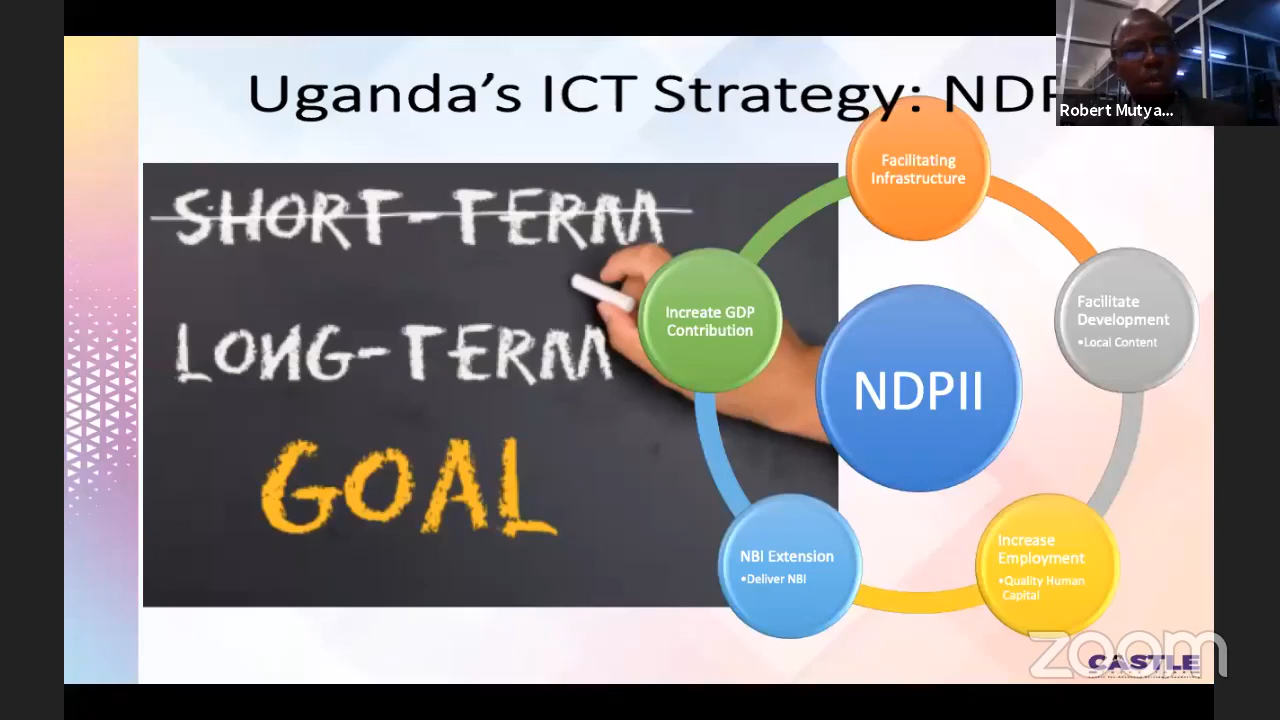 Uganda's ICT Strategy: NDP
Robert Mutya...
SHORT-TERM
LONG-TERM
GOAL
Facilitating
Infrastructure
Facilitate
Development
•Local Content
Increase
Employment
•Quality Human
Capital
NBI Extension
•Deliver NBI
Increate GDP
Contribution
NDPII
zoom
CASTLE